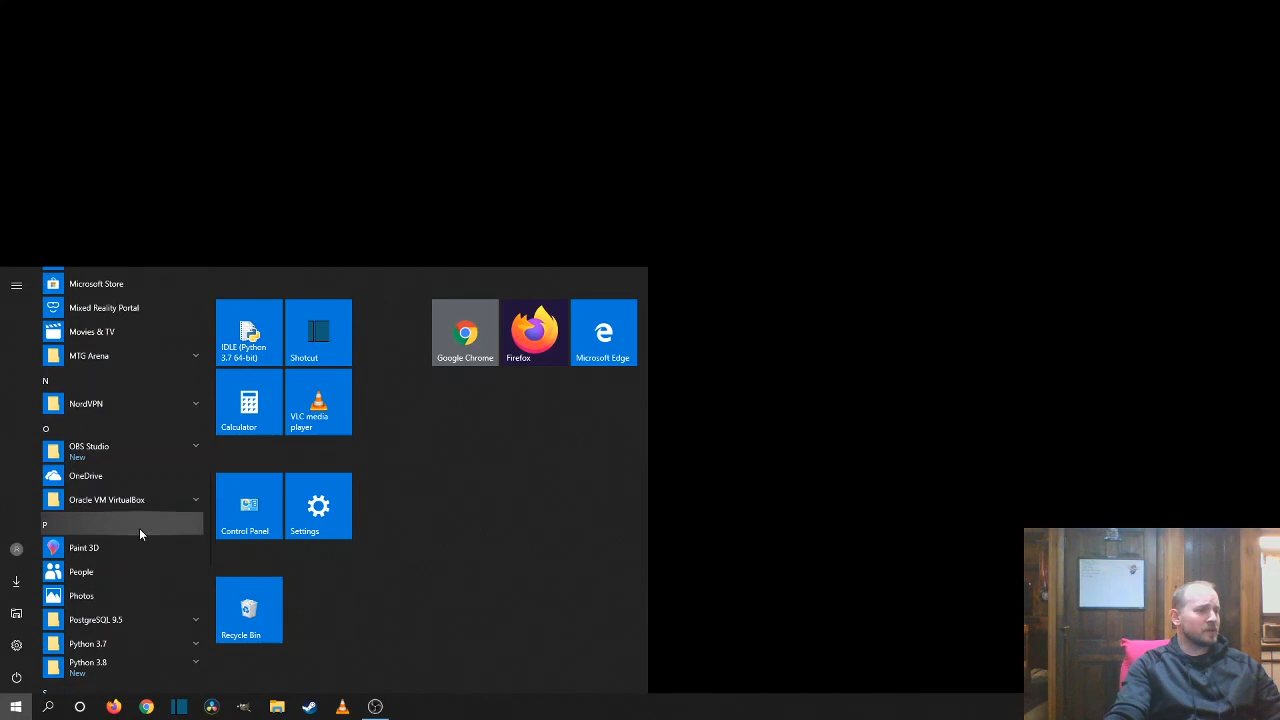 Microsoft Store
Mixed Reality Portal
Movies & TV
MTG Arena
N
NordVPN
O
OBS Studio
New
OneDrive
Oracle VM VirtualBox
P
Paint 3D
People
Photos
PostgreSQL 9.5
Python 3.7
Python 3.8
New
IDLE (Python
3.7 64-bit)
Shotcut
Calculator
VLC media
player
Control Panel
Settings
Recycle Bin
Google Chrome
Firefox
Microsoft Edge